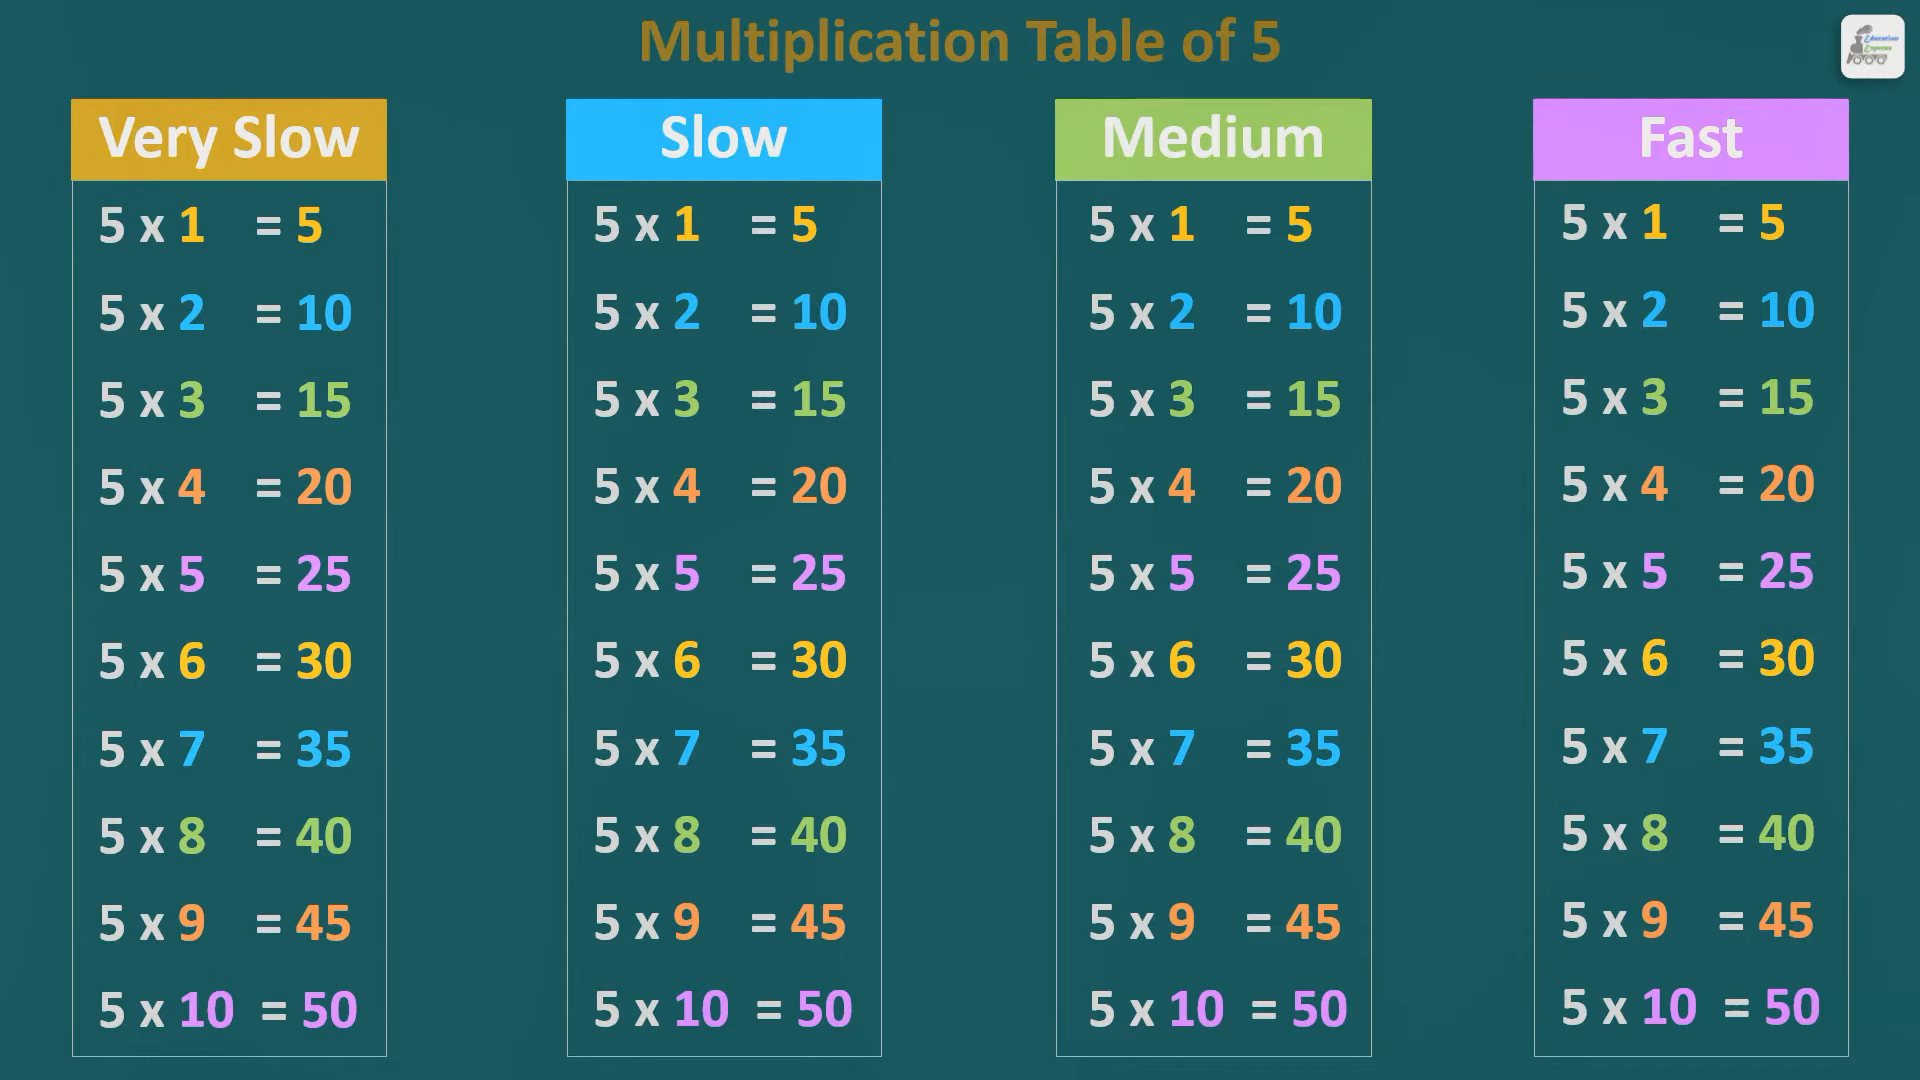 Multiplication Table of 5
Education
Express
Very Slow
5 x 1 = 5
5 x 2 = 10
5 x 3 = 15
5 x 4 = 20
5 x 5 = 25
5 x 6 = 30
5 x 7 = 35
5 x 8 = 40
5 x 9 = 45
5 x 10 = 50
Slow
5 x 1 = 5
5 x 2 = 10
5 x 3 = 15
5 x 4 = 20
5 x 5 = 25
5 x 6 = 30
5 x 7 = 35
5 x 8 = 40
5 x 9 = 45
5 x 10 = 50
Medium
5 x 1 = 5
5 x 2 = 10
5 x 3 = 15
5 x 4 = 20
5 x 5 = 25
5 x 6 = 30
5 x 7 = 35
5 x 8 = 40
5 x 9 = 45
5 x 10 = 50
Fast
5 x 1 = 5
5 x 2 = 10
5 x 3 = 15
5 x 4 = 20
5 x 5 = 25
5 x 6 = 30
5 x 7 = 35
5 x 8 = 40
5 x 9 = 45
5 x 10 = 50